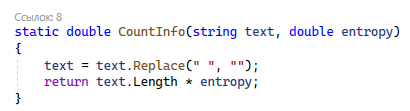 Ссылок: 8
static double CountInfo(string text, double entropy)
{
    text = text.Replace(" ", "");
    return text.Length * entropy;
}